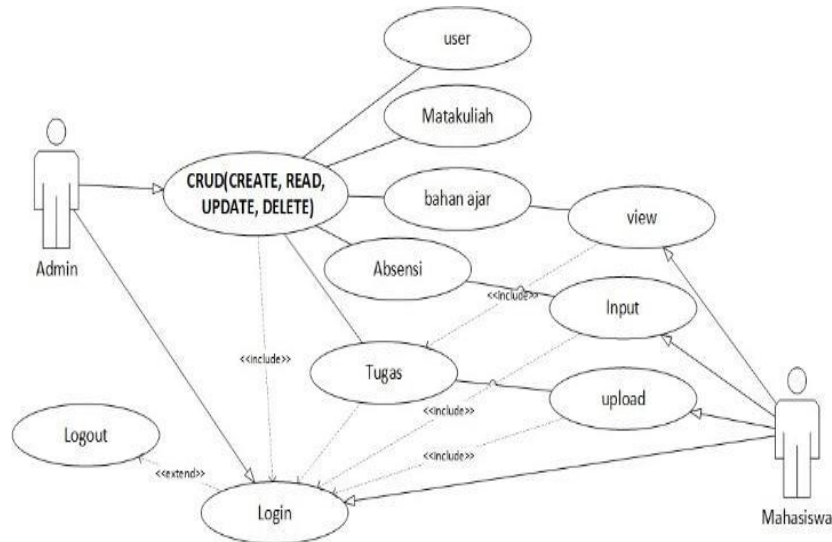 user
Matakuliah
CRUD(CREATE, READ,
UPDATE, DELETE)
bahan ajar
view
Admin
Absensi
<<include>>
Input
<<include>>
Tugas
<<include>>
upload
Logout
<<include>>
<<extend>>
Login
Mahasiswa